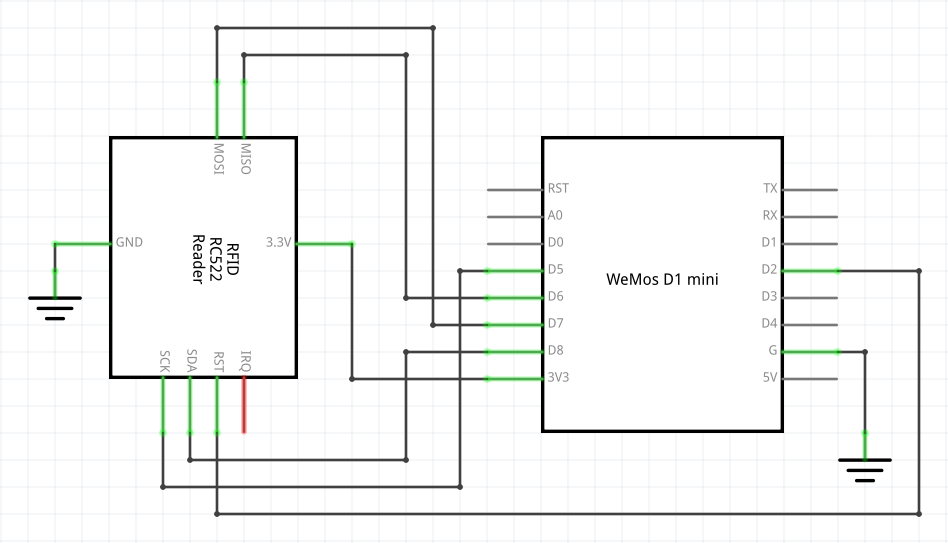 MOSI
MISO
GND
3.3V
RFID
RC522
Reader
SCK
SDA
RST
IRQ
RST
A0
D0
D5
D6
D7
D8
3V3
WeMos D1 mini
TX
RX
D1
D2
D3
D4
G
5V